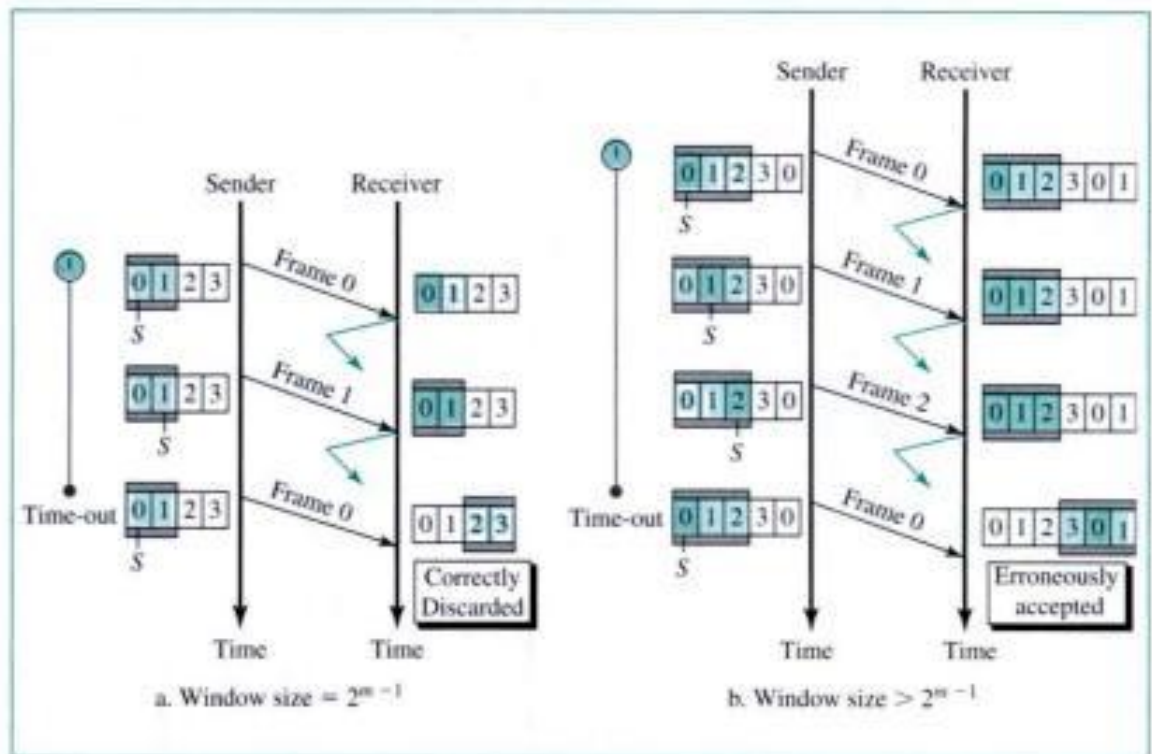 Sender Receiver
0 1 2 3
S
Frame 0
0 1 2 3
0 1 2 3
S
Frame 1
0 1 2 3
Time-out
0 1 2 3
S
Frame 0
0 1 2 3
Correctly
Discarded
Time Time
a. Window size = 2^m-1
Sender Receiver
0 1 2 3 0
S
Frame 0
0 1 2 3 0 1
0 1 2 3 0
S
Frame 1
0 1 2 3 0 1
0 1 2 3 0
S
Frame 2
0 1 2 3 0 1
Time-out
0 1 2 3 0
S
Frame 0
0 1 2 3 0 1
Erroneously
accepted
Time Time
b. Window size > 2^m-1